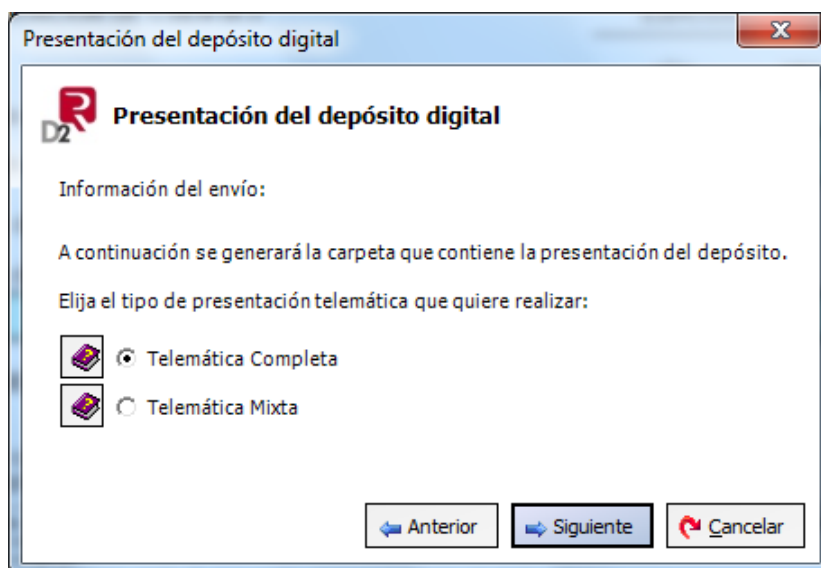 Presentación del depósito digital
D2R Presentación del depósito digital
Información del envío:
A continuación se generará la carpeta que contiene la presentación del depósito.
Elija el tipo de presentación telemática que quiere realizar:
Telemática Completa
Telemática Mixta
Anterior Siguiente Cancelar